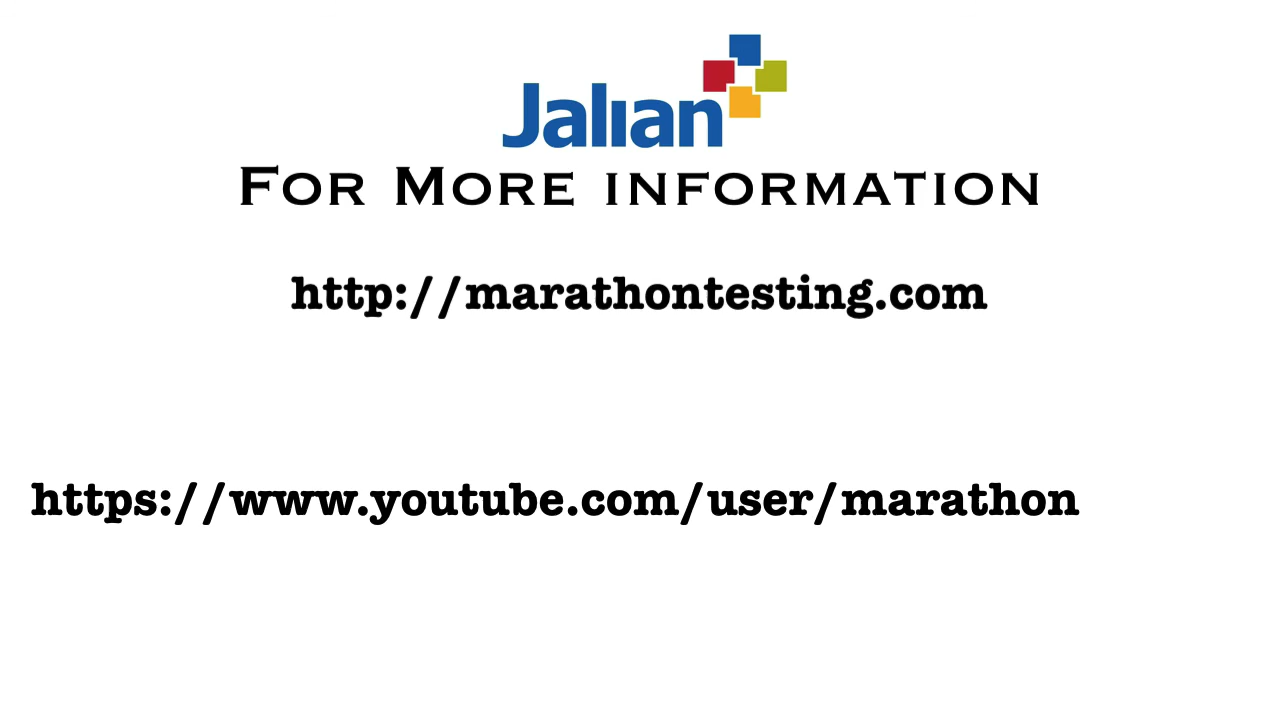 Jalian
For More information
http://marathontesting.com
https://www.youtube.com/user/marathon